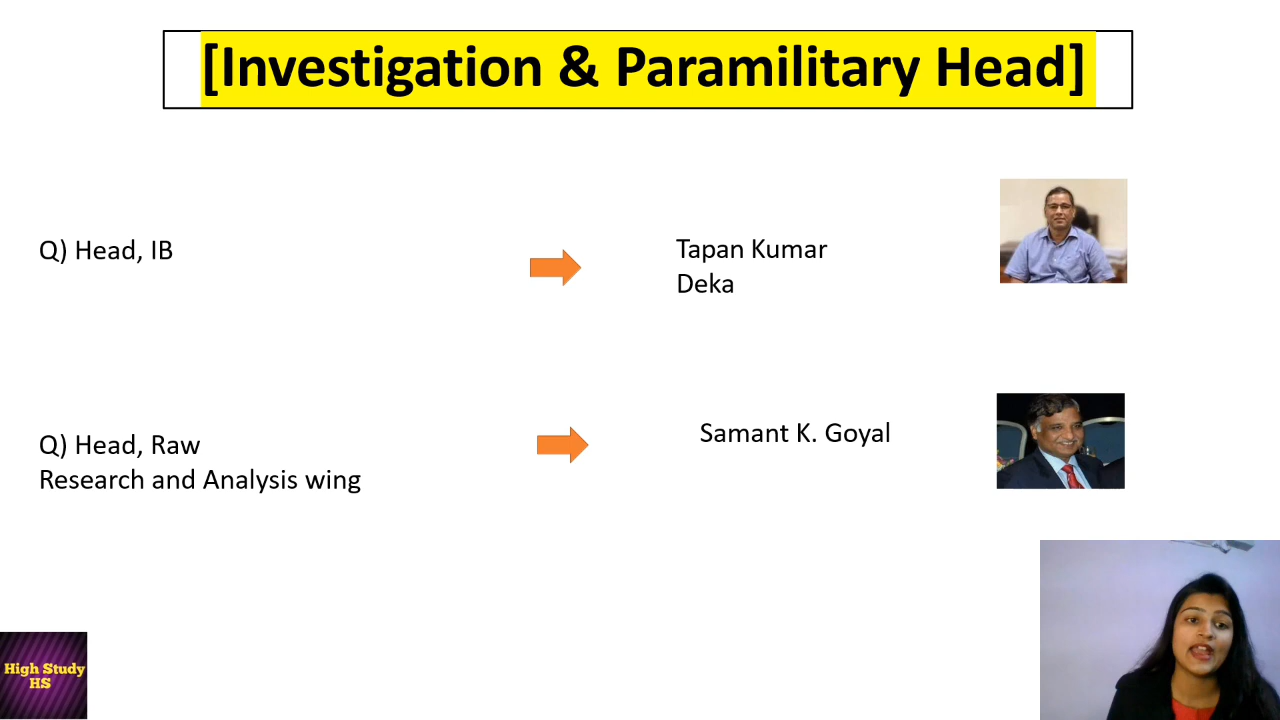 [Investigation & Paramilitary Head]
Q) Head, IB
Tapan Kumar
Deka
Q) Head, Raw
Research and Analysis wing
Samant K. Goyal
High Study
HS